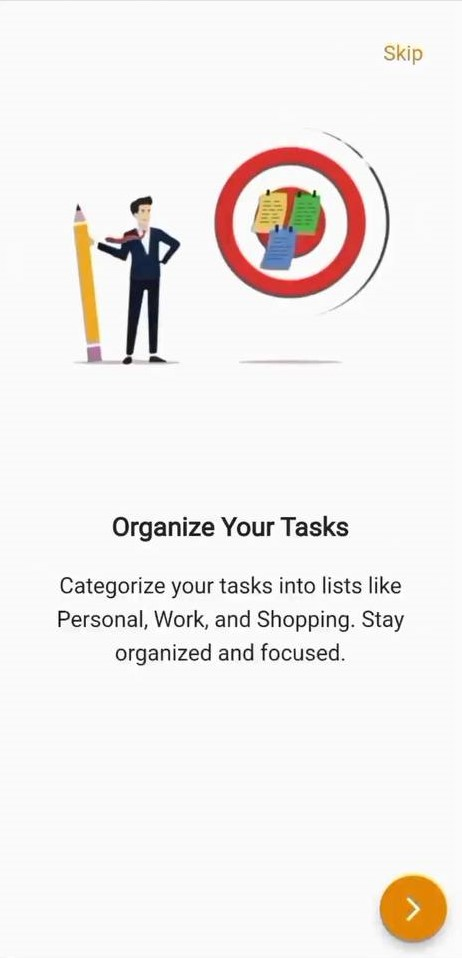 Skip
Organize Your Tasks
Categorize your tasks into lists like
Personal, Work, and Shopping. Stay
organized and focused.